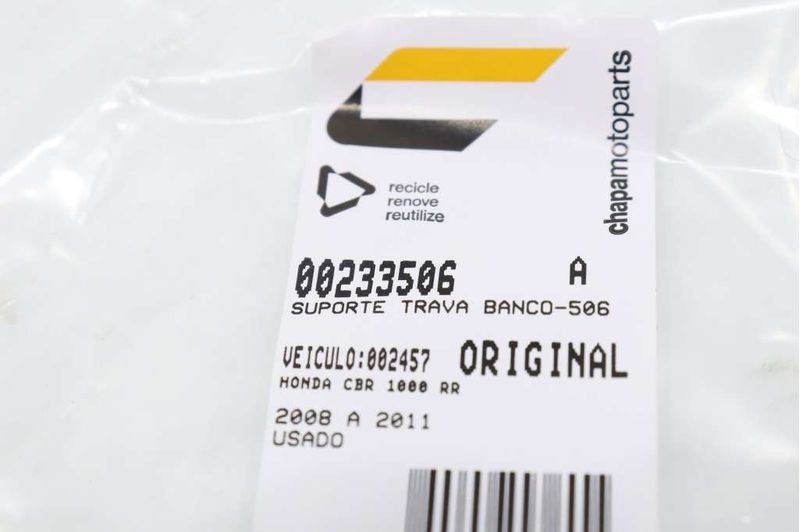 chapamotoparts
recicle
renove
reutilize
00233506 A
SUPORTE TRAVA BANCO-506
VEICULO:002457 ORIGINAL
HONDA CBR 1000 RR
2008 A 2011
USADO